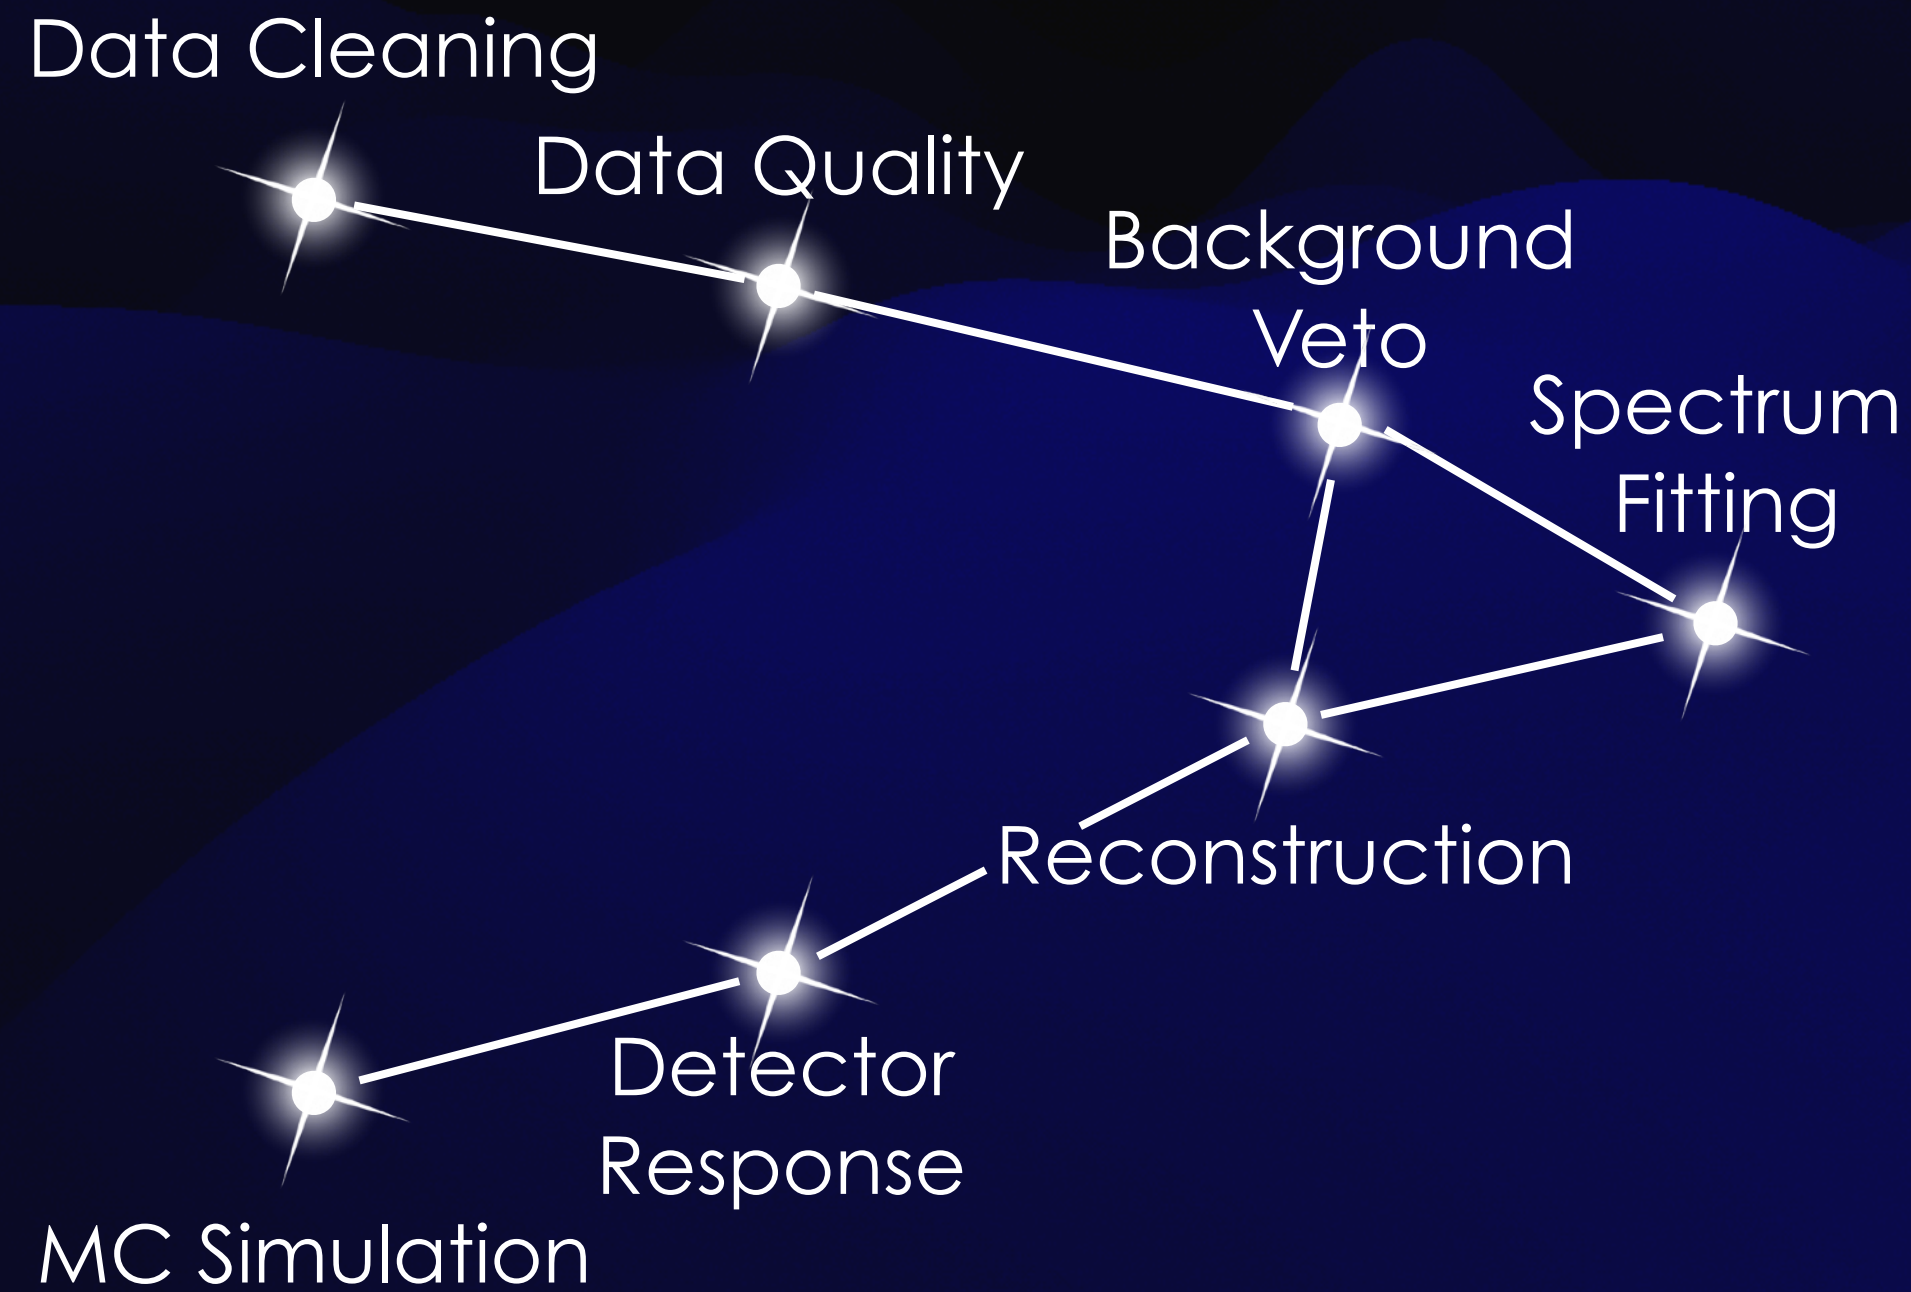 Data Cleaning
Data Quality
Background
Veto
Spectrum
Fitting
Reconstruction
Detector
Response
MC Simulation